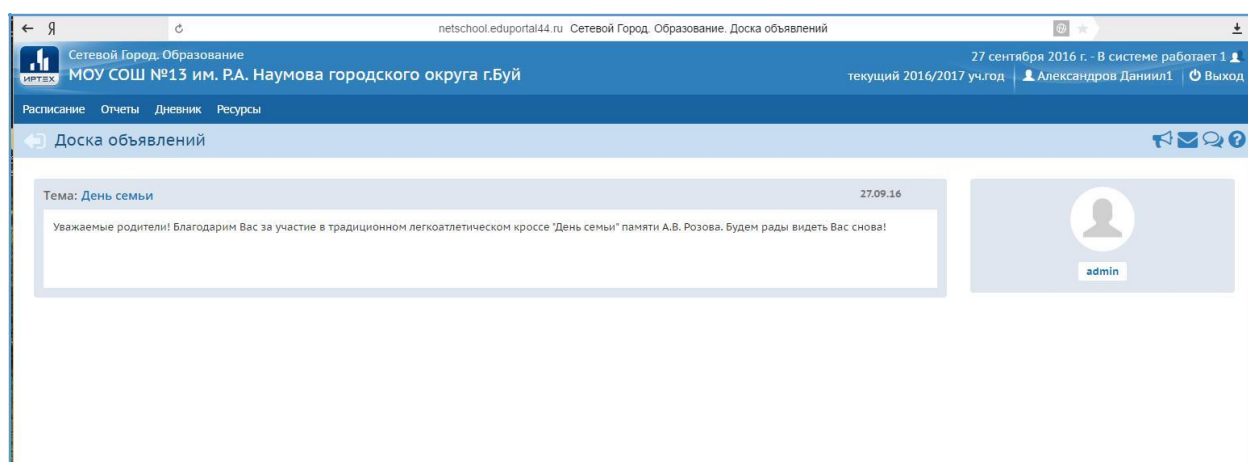 ← Я netschool.eduportal44.ru Сетевой Город. Образование. Доска объявлений
Сетевой Город. Образование
27 сентября 2016 г. - В системе работает 1
ИРТЕХ
МОУ СОШ №13 им. Р.А. Наумова городского округа г.Буй
текущий 2016/2017 уч.год Александров Даниил1 Выход
Расписание Отчеты Дневник Ресурсы
Доска объявлений
Тема: День семьи 27.09.16
Уважаемые родители! Благодарим Вас за участие в традиционном легкоатлетическом кроссе "День семьи" памяти А.В. Розова. Будем рады видеть Вас снова!
admin